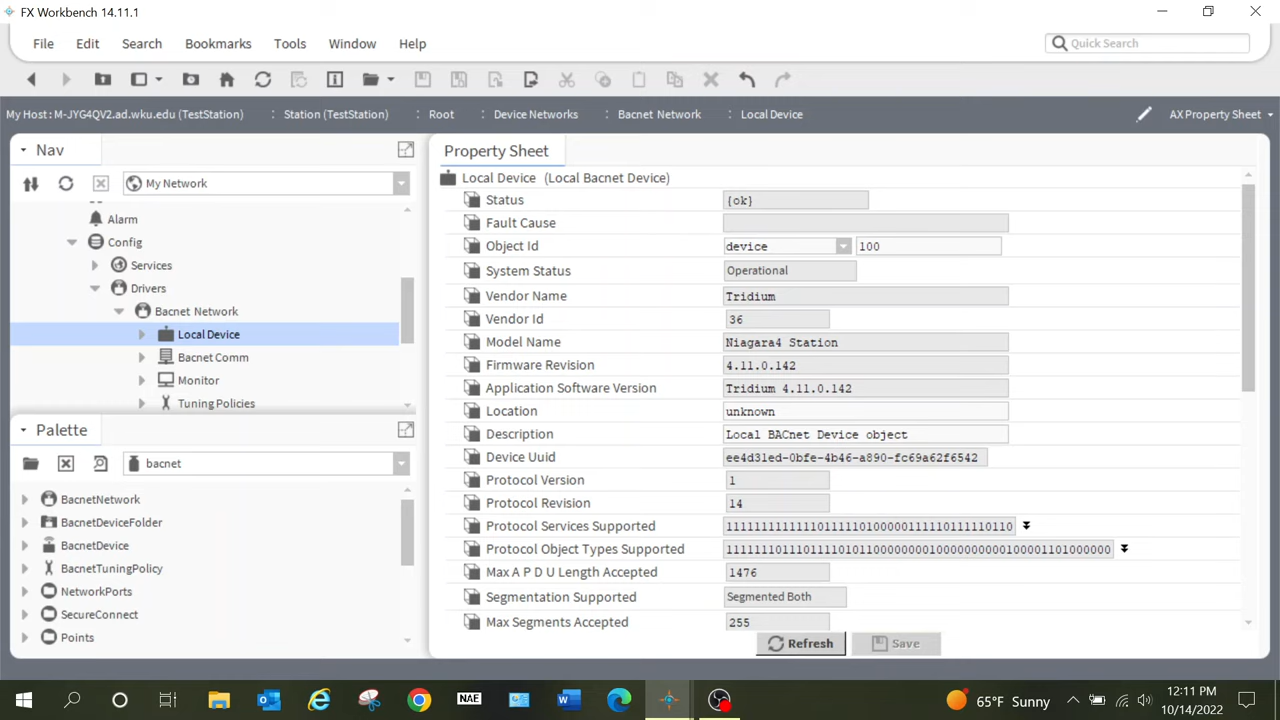 FX Workbench 14.11.1
File Edit Search Bookmarks Tools Window Help
Quick Search
My Host : M-JYG4QV2.ad.wku.edu (TestStation) : Station (TestStation) : Root : Device Networks : Bacnet Network : Local Device
AX Property Sheet
Nav
My Network
Alarm
Config
Services
Drivers
Bacnet Network
Local Device
Bacnet Comm
Monitor
Tuning Policies
Palette
bacnet
BacnetNetwork
BacnetDeviceFolder
BacnetDevice
BacnetTuningPolicy
NetworkPorts
SecureConnect
Points
Property Sheet
Local Device (Local Bacnet Device)
Status {ok}
Fault Cause
Object Id device 100
System Status Operational
Vendor Name Tridium
Vendor Id 36
Model Name Niagara4 Station
Firmware Revision 4.11.0.142
Application Software Version Tridium 4.11.0.142
Location unknown
Description Local BACnet Device object
Device Uuid ee4d31ed-0bfe-4b46-a890-fc69a62f6542
Protocol Version 1
Protocol Revision 14
Protocol Services Supported
Protocol Object Types Supported
Max A P D U Length Accepted 1476
Segmentation Supported Segmented Both
Max Segments Accepted 255
Refresh Save
NAE
65°F Sunny
12:11 PM
10/14/2022